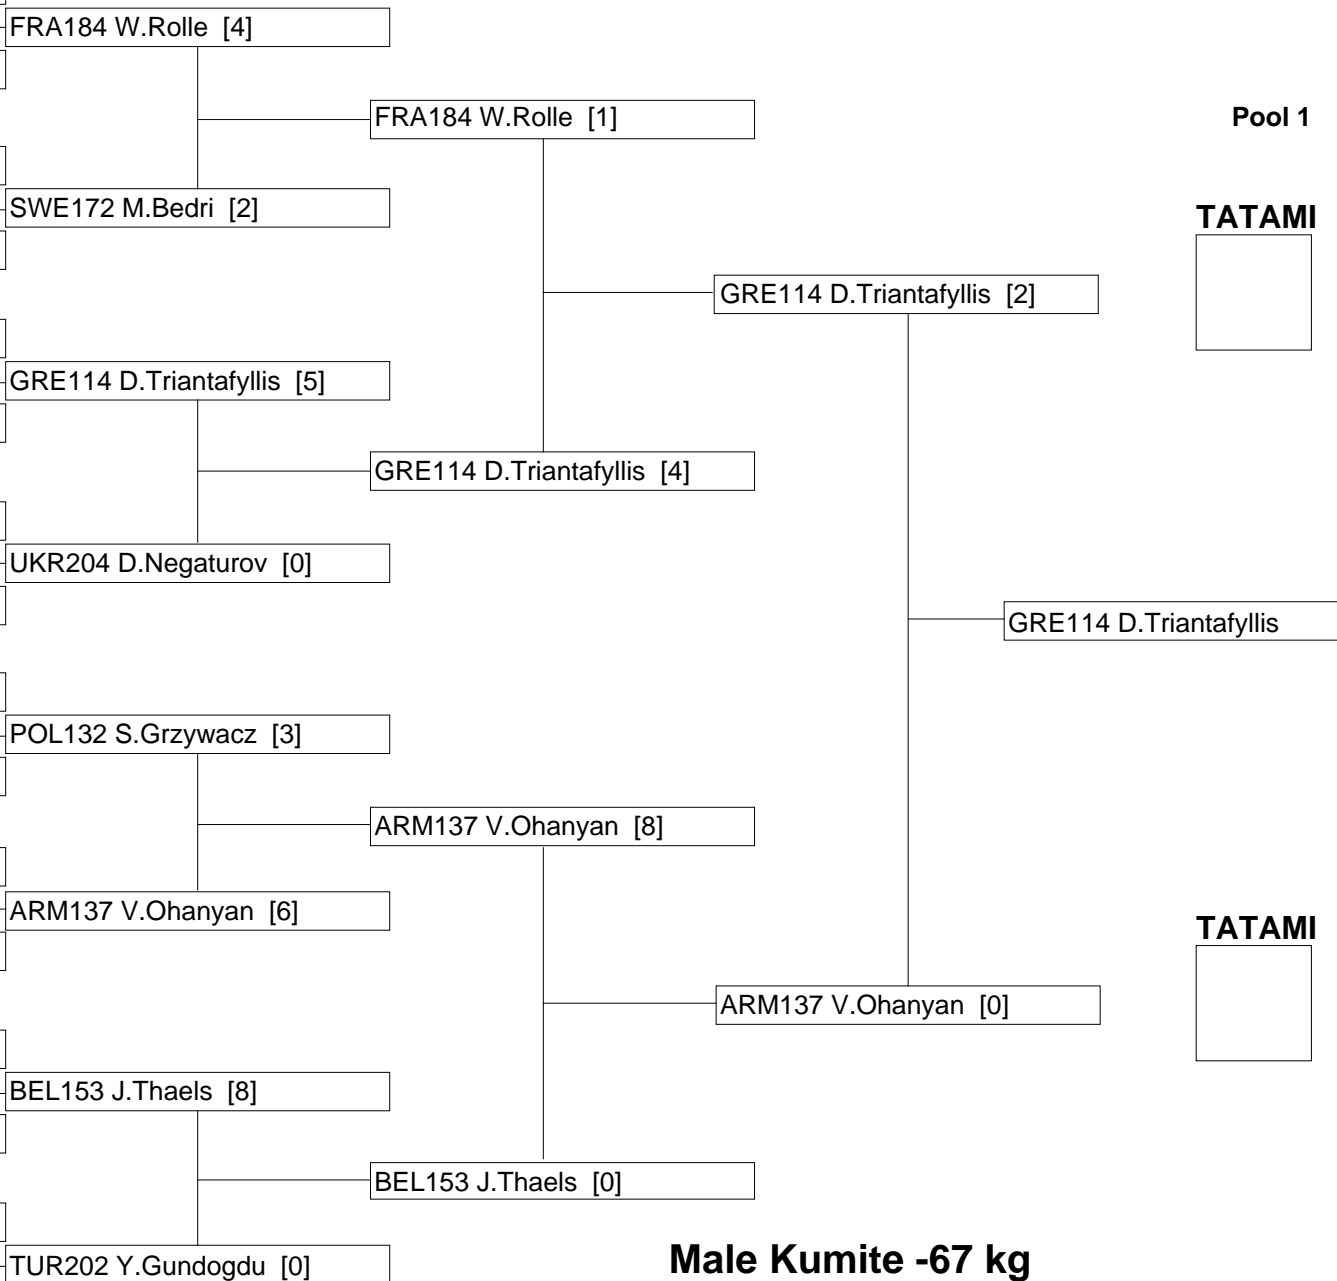 FRA184 W.Rolle [4]
FRA184 W.Rolle [1]
Pool 1
SWE172 M.Bedri [2]
TATAMI
GRE114 D.Triantafyllis [2]
GRE114 D.Triantafyllis [5]
GRE114 D.Triantafyllis [4]
UKR204 D.Negaturov [0]
GRE114 D.Triantafyllis
POL132 S.Grzywacz [3]
ARM137 V.Ohanyan [8]
ARM137 V.Ohanyan [6]
TATAMI
ARM137 V.Ohanyan [0]
BEL153 J.Thaels [8]
BEL153 J.Thaels [0]
TUR202 Y.Gundogdu [0]
Male Kumite -67 kg